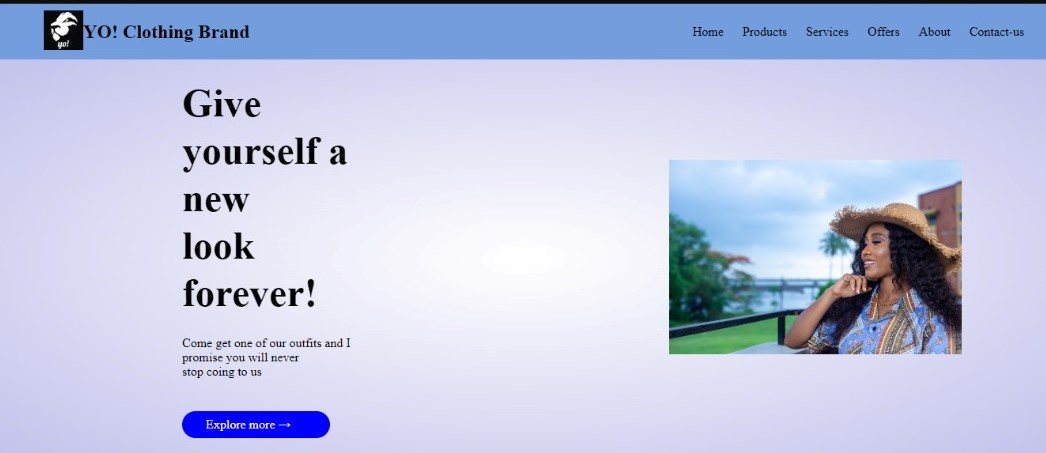 yo!
YO! Clothing Brand
Home Products Services Offers About Contact-us
Give
yourself a
new
look
forever!
Come get one of our outfits and I
promise you will never
stop coing to us
Explore more →